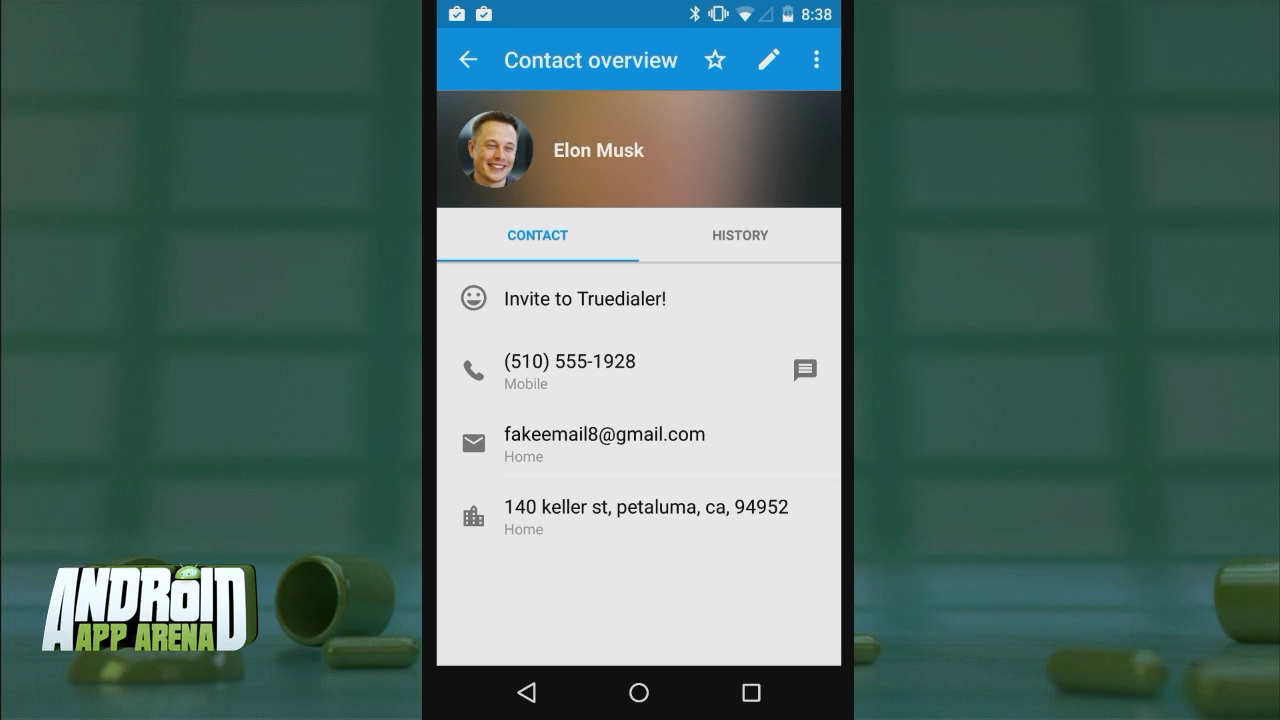 8:38
Contact overview
Elon Musk
CONTACT
HISTORY
Invite to Truedialer!
(510) 555-1928
Mobile
fakeemail8@gmail.com
Home
140 keller st, petaluma, ca, 94952
Home
ANDROID
APP ARENA